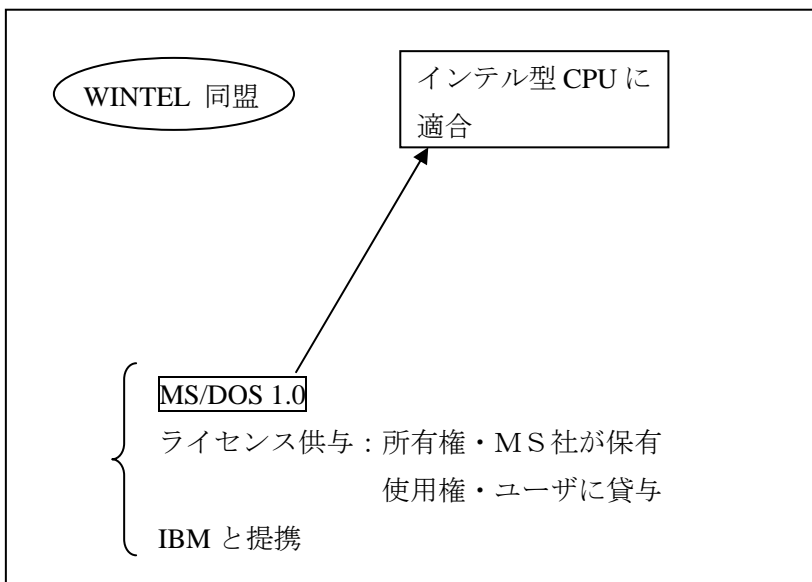 WINTEL 同盟
インテル型 CPU に
適合
MS/DOS 1.0
ライセンス供与：所有権・ＭＳ社が保有
使用権・ユーザに貸与
IBM と提携